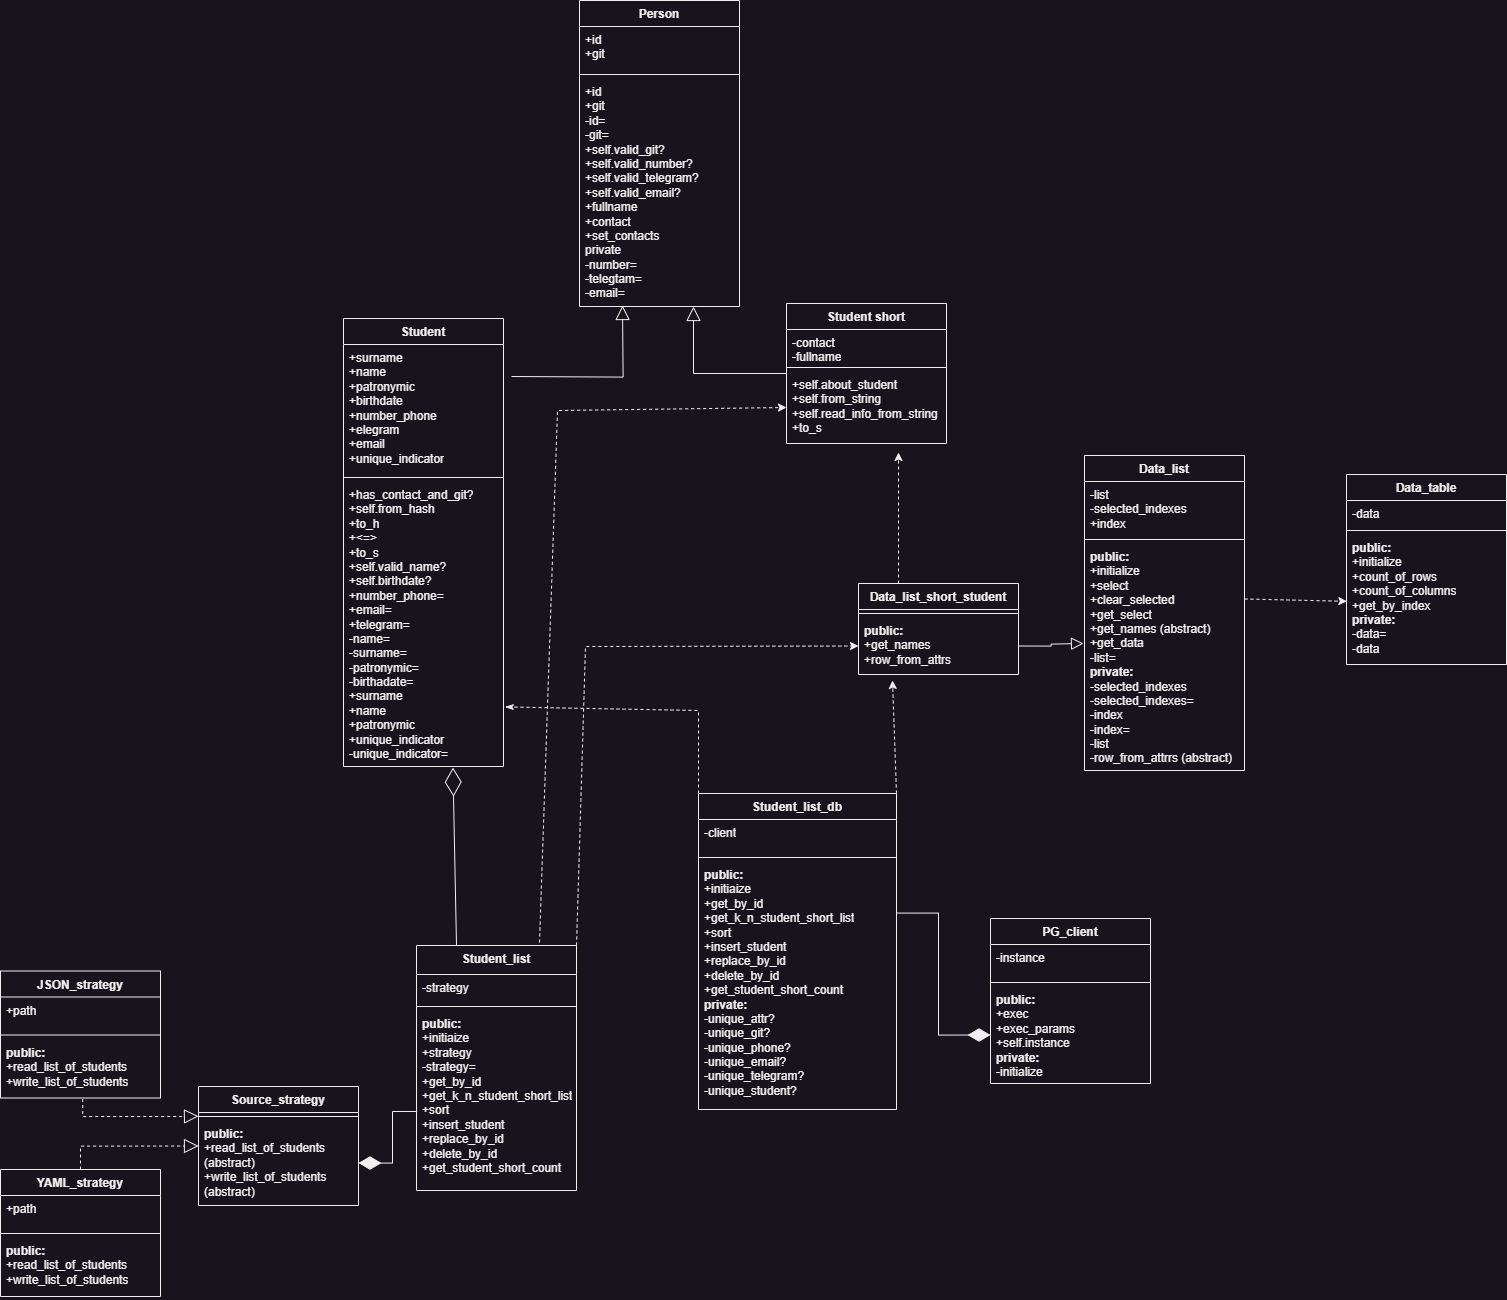 Person
+id
+git
+id
+git
-id=
-git=
+self.valid_git?
+self.valid_number?
+self.valid_telegram?
+self.valid_email?
+fullname
+contact
+set_contacts
private
-number=
-telegtam=
-email=
Student
+surname
+name
+patronymic
+birthdate
+number_phone
+elegram
+email
+unique_indicator
+has_contact_and_git?
+self.from_hash
+to_h
+<=>
+to_s
+self.valid_name?
+self.birthdate?
+number_phone=
+email=
+telegram=
-name=
-surname=
-patronymic=
-birthadate=
+surname
+name
+patronymic
+unique_indicator
-unique_indicator=
Student short
-contact
-fullname
+self.about_student
+self.from_string
+self.read_info_from_string
+to_s
Data_list
-list
-selected_indexes
+index
public:
+initialize
+select
+clear_selected
+get_select
+get_names (abstract)
+get_data
-list=
private:
-selected_indexes
-selected_indexes=
-index
-index=
-list
-row_from_attrrs (abstract)
Data_table
-data
public:
+initialize
+count_of_rows
+count_of_columns
+get_by_index
private:
-data=
-data
Data_list_short_student
public:
+get_names
+row_from_attrs
Student_list_db
-client
public:
+initiaize
+get_by_id
+get_k_n_student_short_list
+sort
+insert_student
+replace_by_id
+delete_by_id
+get_student_short_count
private:
-unique_attr?
-unique_git?
-unique_phone?
-unique_email?
-unique_telegram?
-unique_student?
PG_client
-instance
public:
+exec
+exec_params
+self.instance
private:
-initialize
Student_list
-strategy
public:
+initiaize
+strategy
-strategy=
+get_by_id
+get_k_n_student_short_list
+sort
+insert_student
+replace_by_id
+delete_by_id
+get_student_short_count
JSON_strategy
+path
public:
+read_list_of_students
+write_list_of_students
Source_strategy
public:
+read_list_of_students
(abstract)
+write_list_of_students
(abstract)
YAML_strategy
+path
public:
+read_list_of_students
+write_list_of_students